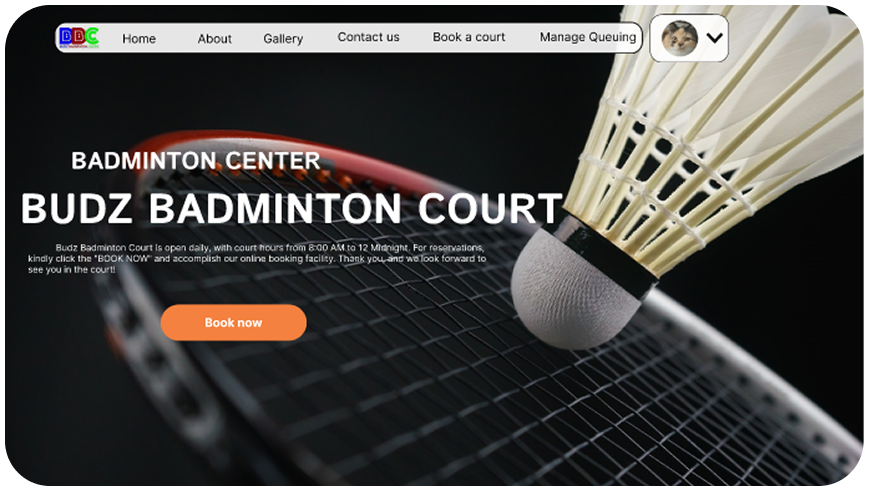 BBC Home About Gallery Contact us Book a court Manage Queuing
BADMINTON CENTER
BUDZ BADMINTON COURT
Budz Badminton Court is open daily, with court hours from 8:00 AM to 12 Midnight. For reservations,
kindly click the "BOOK NOW" and accomplish our online booking facility. Thank you, and we look forward to
see you in the court!
Book now